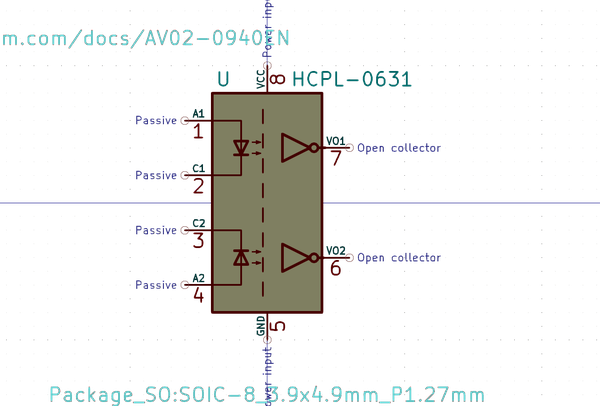 Power input
m.com/docs/AV02-0940EN
U VCC 8 HCPL-0631
Passive A1 1
VO1 7 Open collector
Passive C1 2
Passive C2 3
VO2 6 Open collector
Passive A2 4
GND 5
Power input
Package_SO:SOIC-8_3.9x4.9mm_P1.27mm